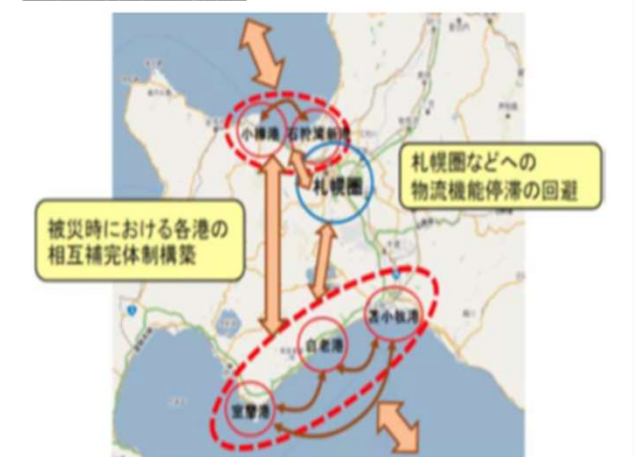 小樽港 石狩湾新港
札幌圏
札幌圏などへの
物流機能停滞の回避
被災時における各港の
相互補完体制構築
苫小牧港
白老港
室蘭港